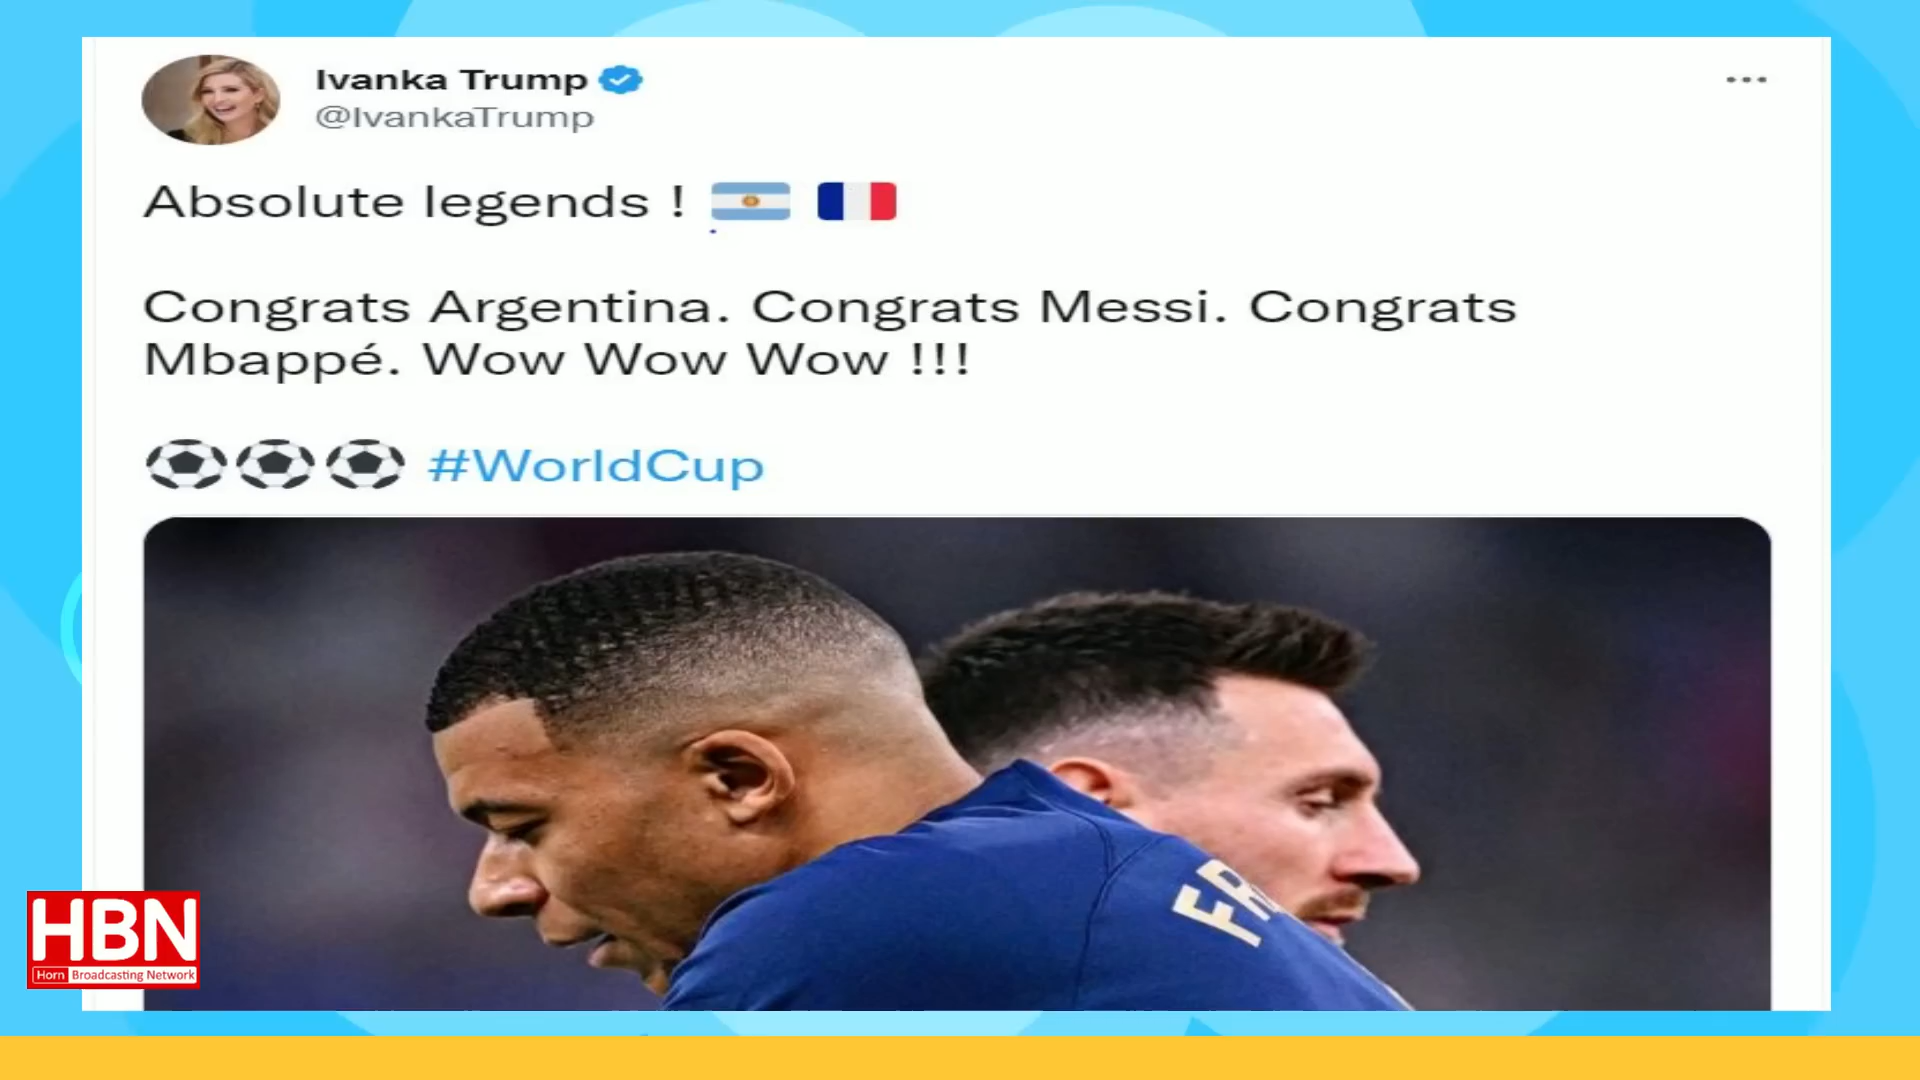 Ivanka Trump
@IvankaTrump
Absolute legends ! 🇦🇷 🇫🇷
Congrats Argentina. Congrats Messi. Congrats
Mbappé. Wow Wow Wow !!!
⚽⚽⚽ #WorldCup
FR
HBN
Horn Broadcasting Network